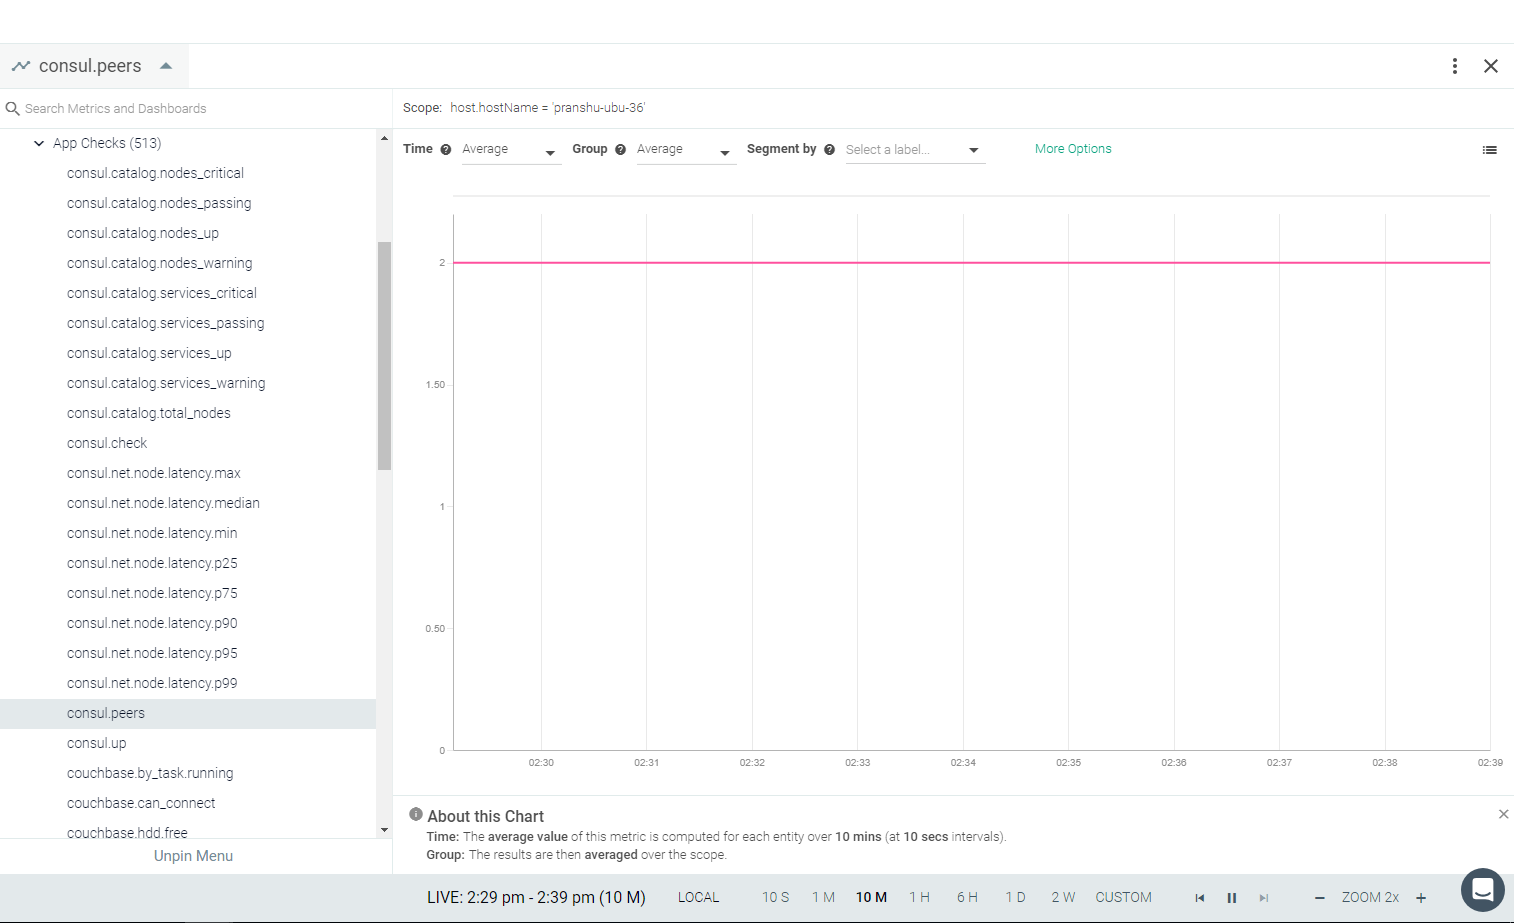 consul.peers
Search Metrics and Dashboards
Scope: host.hostName = 'pranshu-ubu-36'
App Checks (513)
consul.catalog.nodes_critical
consul.catalog.nodes_passing
consul.catalog.nodes_up
consul.catalog.nodes_warning
consul.catalog.services_critical
consul.catalog.services_passing
consul.catalog.services_up
consul.catalog.services_warning
consul.catalog.total_nodes
consul.check
consul.net.node.latency.max
consul.net.node.latency.median
consul.net.node.latency.min
consul.net.node.latency.p25
consul.net.node.latency.p75
consul.net.node.latency.p90
consul.net.node.latency.p95
consul.net.node.latency.p99
consul.peers
consul.up
couchbase.by_task.running
couchbase.can_connect
couchbase.hdd.free
Unpin Menu
Time Average Group Average Segment by Select a label... More Options
2
1.50
1
0.50
0
02:30 02:31 02:32 02:33 02:34 02:35 02:36 02:37 02:38 02:39
About this Chart
Time: The average value of this metric is computed for each entity over 10 mins (at 10 secs intervals).
Group: The results are then averaged over the scope.
LIVE: 2:29 pm - 2:39 pm (10 M) LOCAL 10 S 1 M 10 M 1 H 6 H 1 D 2 W CUSTOM ZOOM 2x